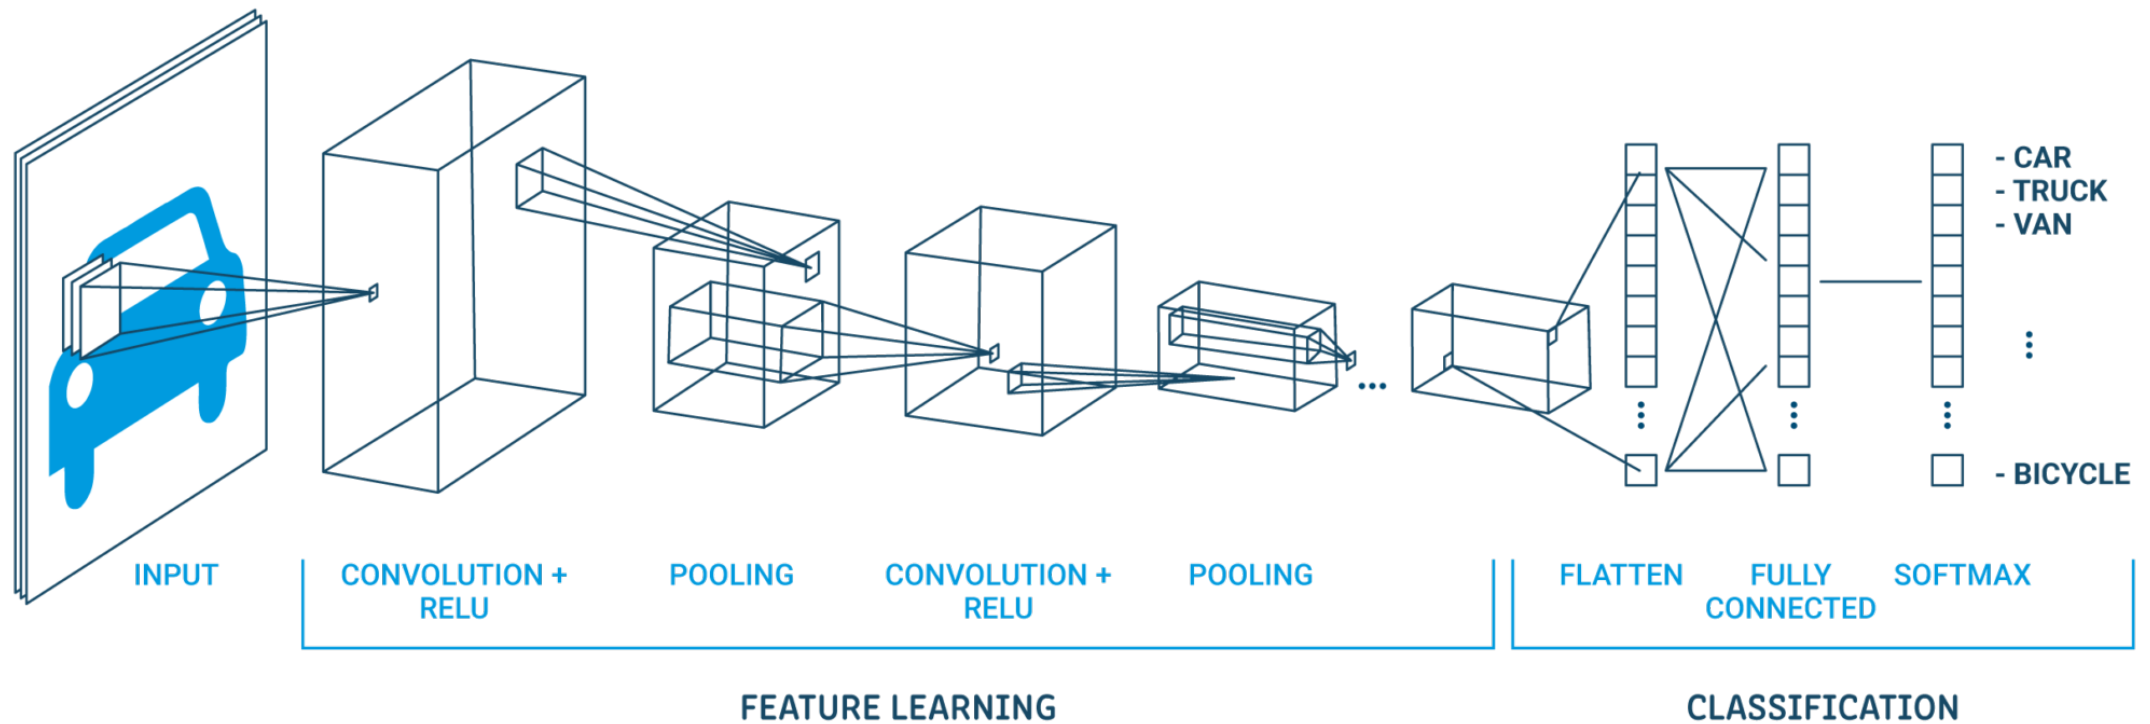 - CAR
- TRUCK
- VAN
- BICYCLE
INPUT
CONVOLUTION +
RELU
POOLING
CONVOLUTION +
RELU
POOLING
FLATTEN
FULLY
CONNECTED
SOFTMAX
FEATURE LEARNING
CLASSIFICATION